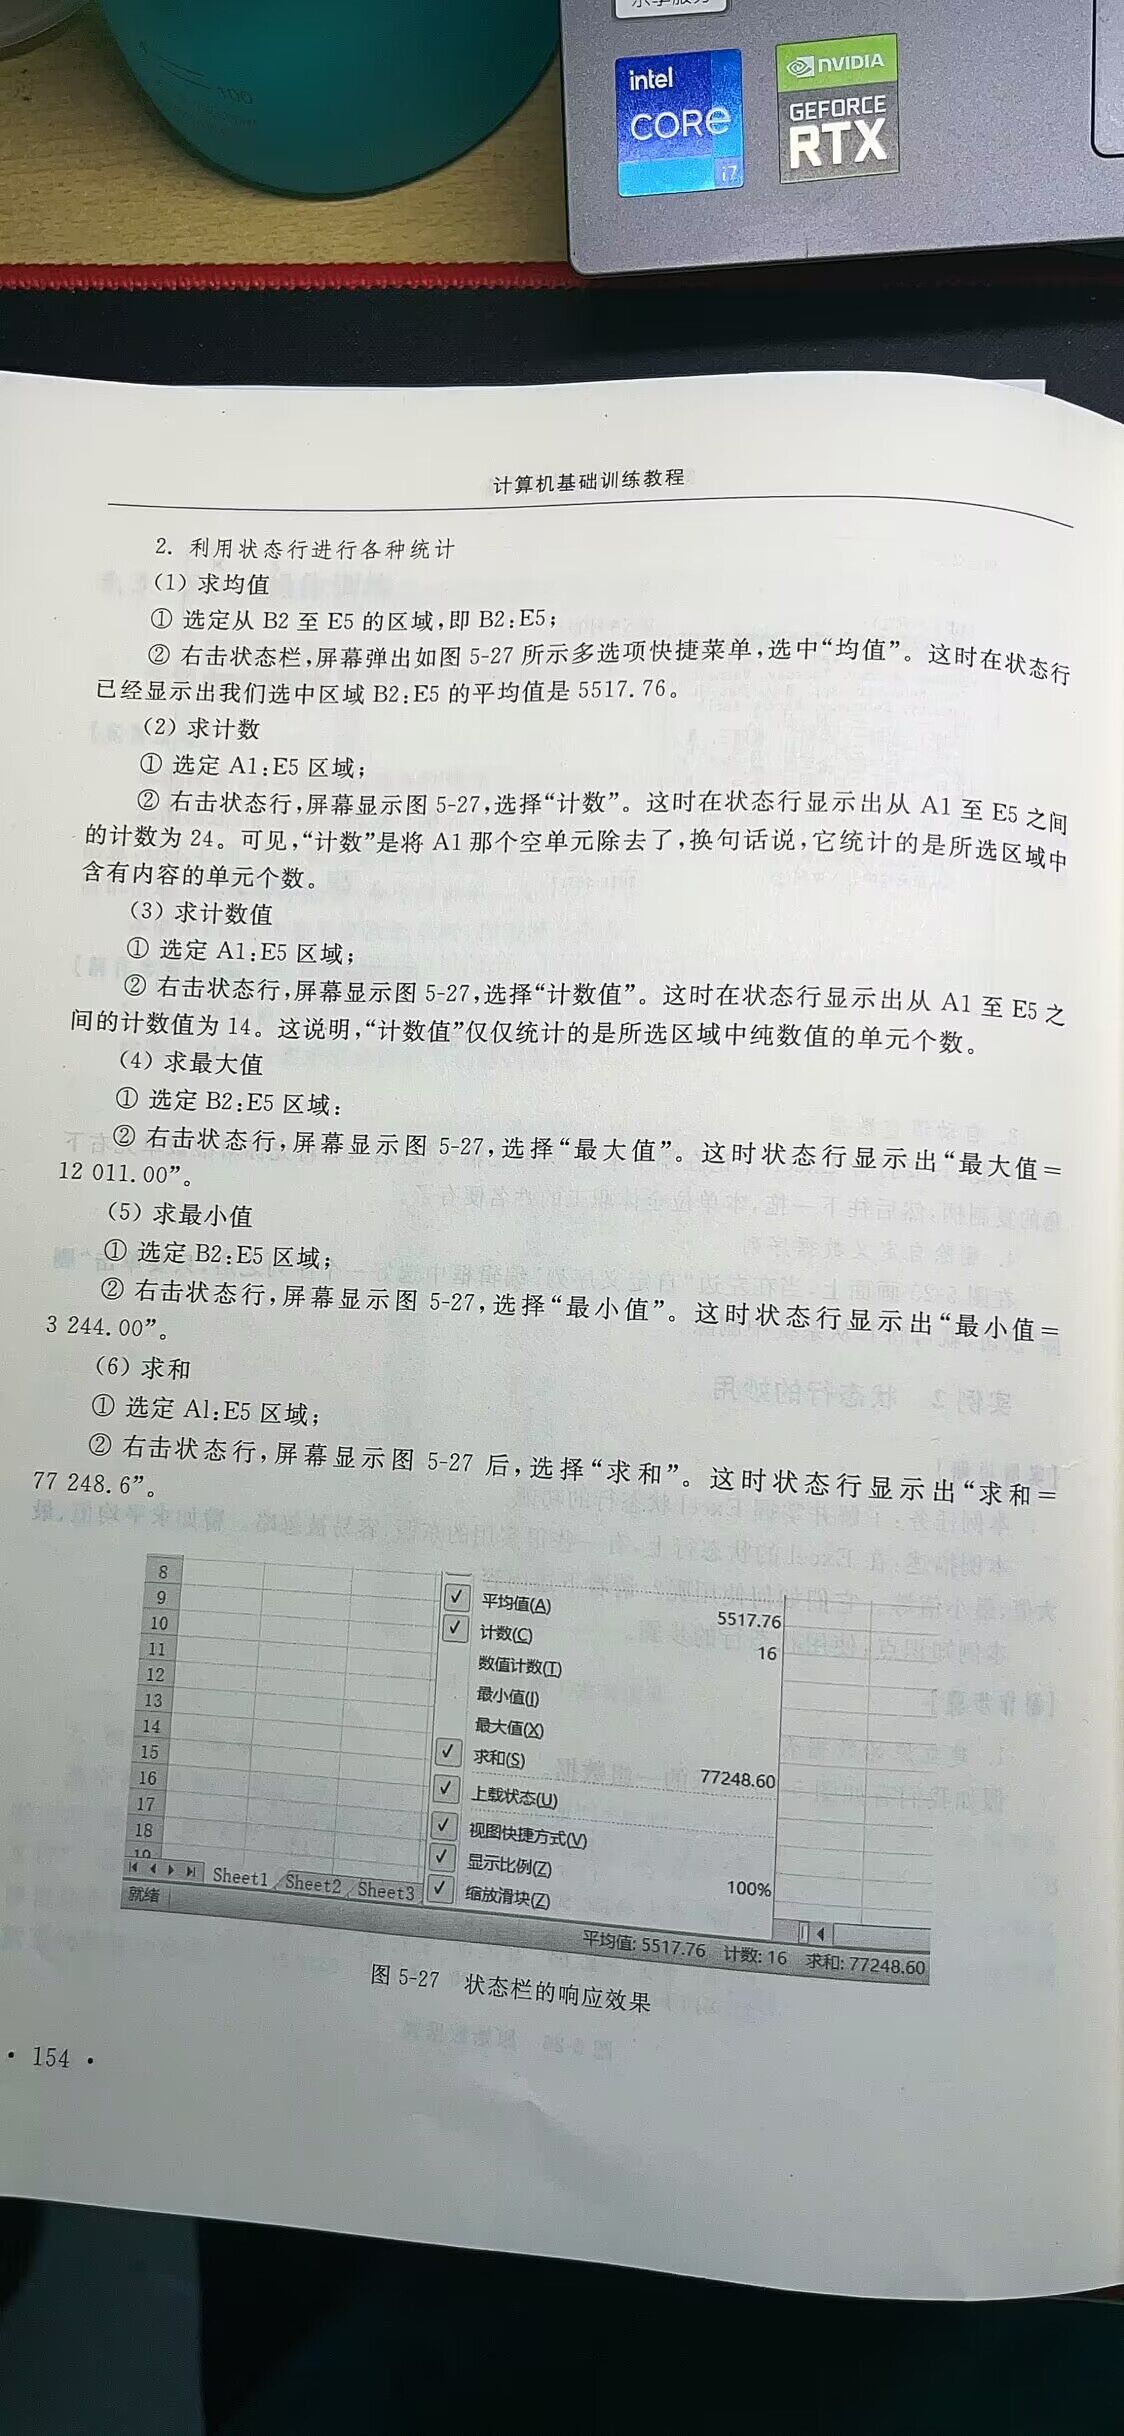 intel
CORe
i7
NVIDIA
GEFORCE
RTX
计算机基础训练教程
2. 利用状态行进行各种统计
(1) 求均值
① 选定从 B2 至 E5 的区域,即 B2:E5;
② 右击状态栏,屏幕弹出如图 5-27 所示多选项快捷菜单,选中“均值”。这时在状态行
已经显示出我们选中区域 B2:E5 的平均值是 5517.76。
(2) 求计数
① 选定 A1:E5 区域;
② 右击状态行,屏幕显示图 5-27,选择“计数”。这时在状态行显示出从 A1 至 E5 之间
的计数为 24。可见,“计数”是将 A1 那个空单元除去了,换句话说,它统计的是所选区域中
含有内容的单元个数。
(3) 求计数值
① 选定 A1:E5 区域;
② 右击状态行,屏幕显示图 5-27,选择“计数值”。这时在状态行显示出从 A1 至 E5 之
间的计数值为 14。这说明,“计数值”仅仅统计的是所选区域中纯数值的单元个数。
(4) 求最大值
① 选定 B2:E5 区域:
② 右击状态行,屏幕显示图 5-27,选择“最大值”。这时状态行显示出“最大值=
12 011.00”。
(5) 求最小值
① 选定 B2:E5 区域;
② 右击状态行,屏幕显示图 5-27,选择“最小值”。这时状态行显示出“最小值=
3 244.00”。
(6) 求和
① 选定 Al:E5 区域;
② 右击状态行,屏幕显示图 5-27 后,选择“求和”。这时状态行显示出“求和=
77 248.6”。
8
9 平均值(A) 5517.76
10 计数(C) 16
11 数值计数(T)
12 最小值(I)
13 最大值(X)
14 求和(S) 77248.60
15 上载状态(U)
16 视图快捷方式(V)
17 显示比例(Z) 100%
18 缩放滑块(Z)
19
Sheet1 Sheet2 Sheet3
就绪 平均值: 5517.76 计数: 16 求和: 77248.60
图 5-27 状态栏的响应效果
· 154 ·